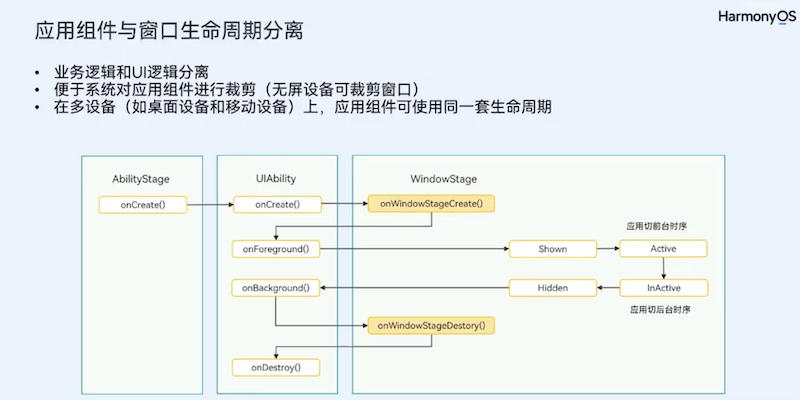 HarmonyOS
应用组件与窗口生命周期分离
• 业务逻辑和UI逻辑分离
• 便于系统对应用组件进行裁剪（无屏设备可裁剪窗口）
• 在多设备（如桌面设备和移动设备）上，应用组件可使用同一套生命周期
AbilityStage
UIAbility
WindowStage
onCreate()
onCreate()
onWindowStageCreate()
应用切前台时序
onForeground()
Shown
Active
onBackground()
Hidden
InActive
应用切后台时序
onWindowStageDestory()
onDestroy()